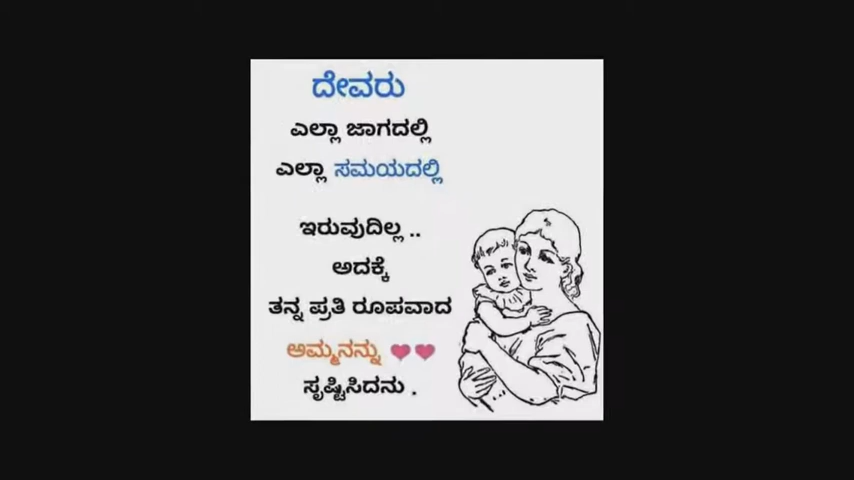 ದೇವರು
ಎಲ್ಲಾ ಜಾಗದಲ್ಲಿ
ಎಲ್ಲಾ ಸಮಯದಲ್ಲಿ
ಇರುವುದಿಲ್ಲ ..
ಅದಕ್ಕೆ
ತನ್ನ ಪ್ರತಿ ರೂಪವಾದ
ಅಮ್ಮನನ್ನು ❤❤
ಸೃಷ್ಟಿಸಿದನು .